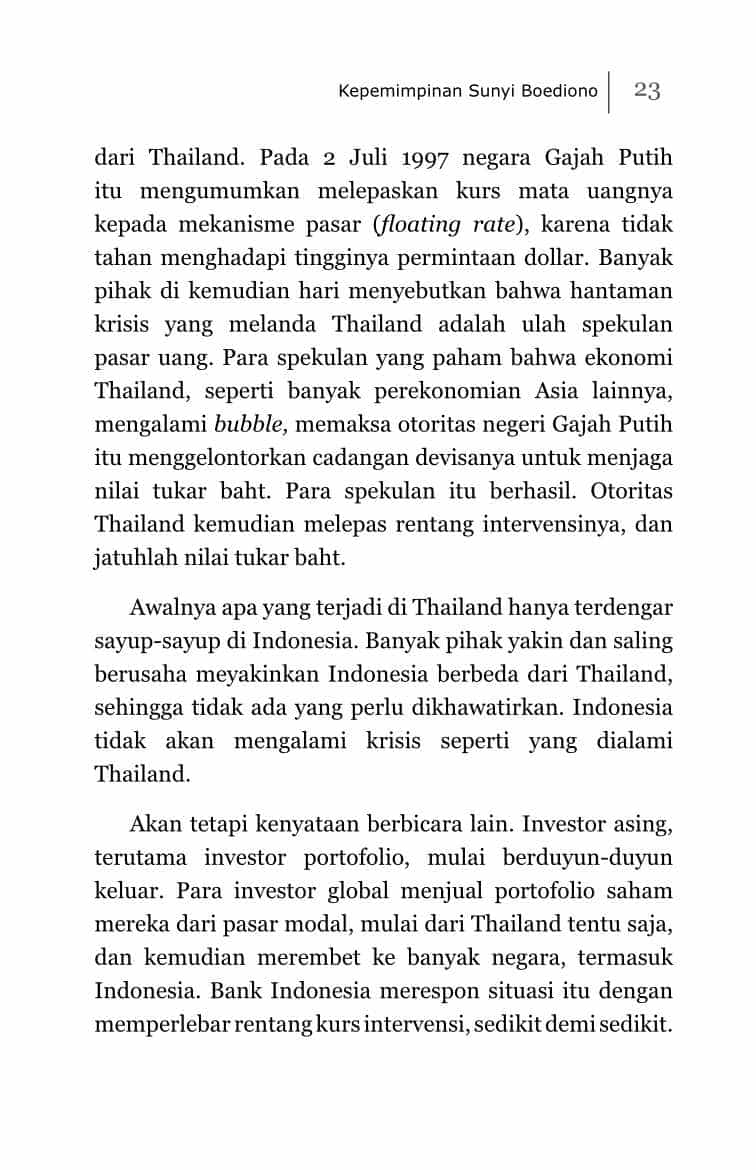 Kepemimpinan Sunyi Boediono 23
dari Thailand. Pada 2 Juli 1997 negara Gajah Putih
itu mengumumkan melepaskan kurs mata uangnya
kepada mekanisme pasar (floating rate), karena tidak
tahan menghadapi tingginya permintaan dollar. Banyak
pihak di kemudian hari menyebutkan bahwa hantaman
krisis yang melanda Thailand adalah ulah spekulan
pasar uang. Para spekulan yang paham bahwa ekonomi
Thailand, seperti banyak perekonomian Asia lainnya,
mengalami bubble, memaksa otoritas negeri Gajah Putih
itu menggelontorkan cadangan devisanya untuk menjaga
nilai tukar baht. Para spekulan itu berhasil. Otoritas
Thailand kemudian melepas rentang intervensinya, dan
jatuhlah nilai tukar baht.
Awalnya apa yang terjadi di Thailand hanya terdengar
sayup-sayup di Indonesia. Banyak pihak yakin dan saling
berusaha meyakinkan Indonesia berbeda dari Thailand,
sehingga tidak ada yang perlu dikhawatirkan. Indonesia
tidak akan mengalami krisis seperti yang dialami
Thailand.
Akan tetapi kenyataan berbicara lain. Investor asing,
terutama investor portofolio, mulai berduyun-duyun
keluar. Para investor global menjual portofolio saham
mereka dari pasar modal, mulai dari Thailand tentu saja,
dan kemudian merembet ke banyak negara, termasuk
Indonesia. Bank Indonesia merespon situasi itu dengan
memperlebar rentang kurs intervensi, sedikit demi sedikit.